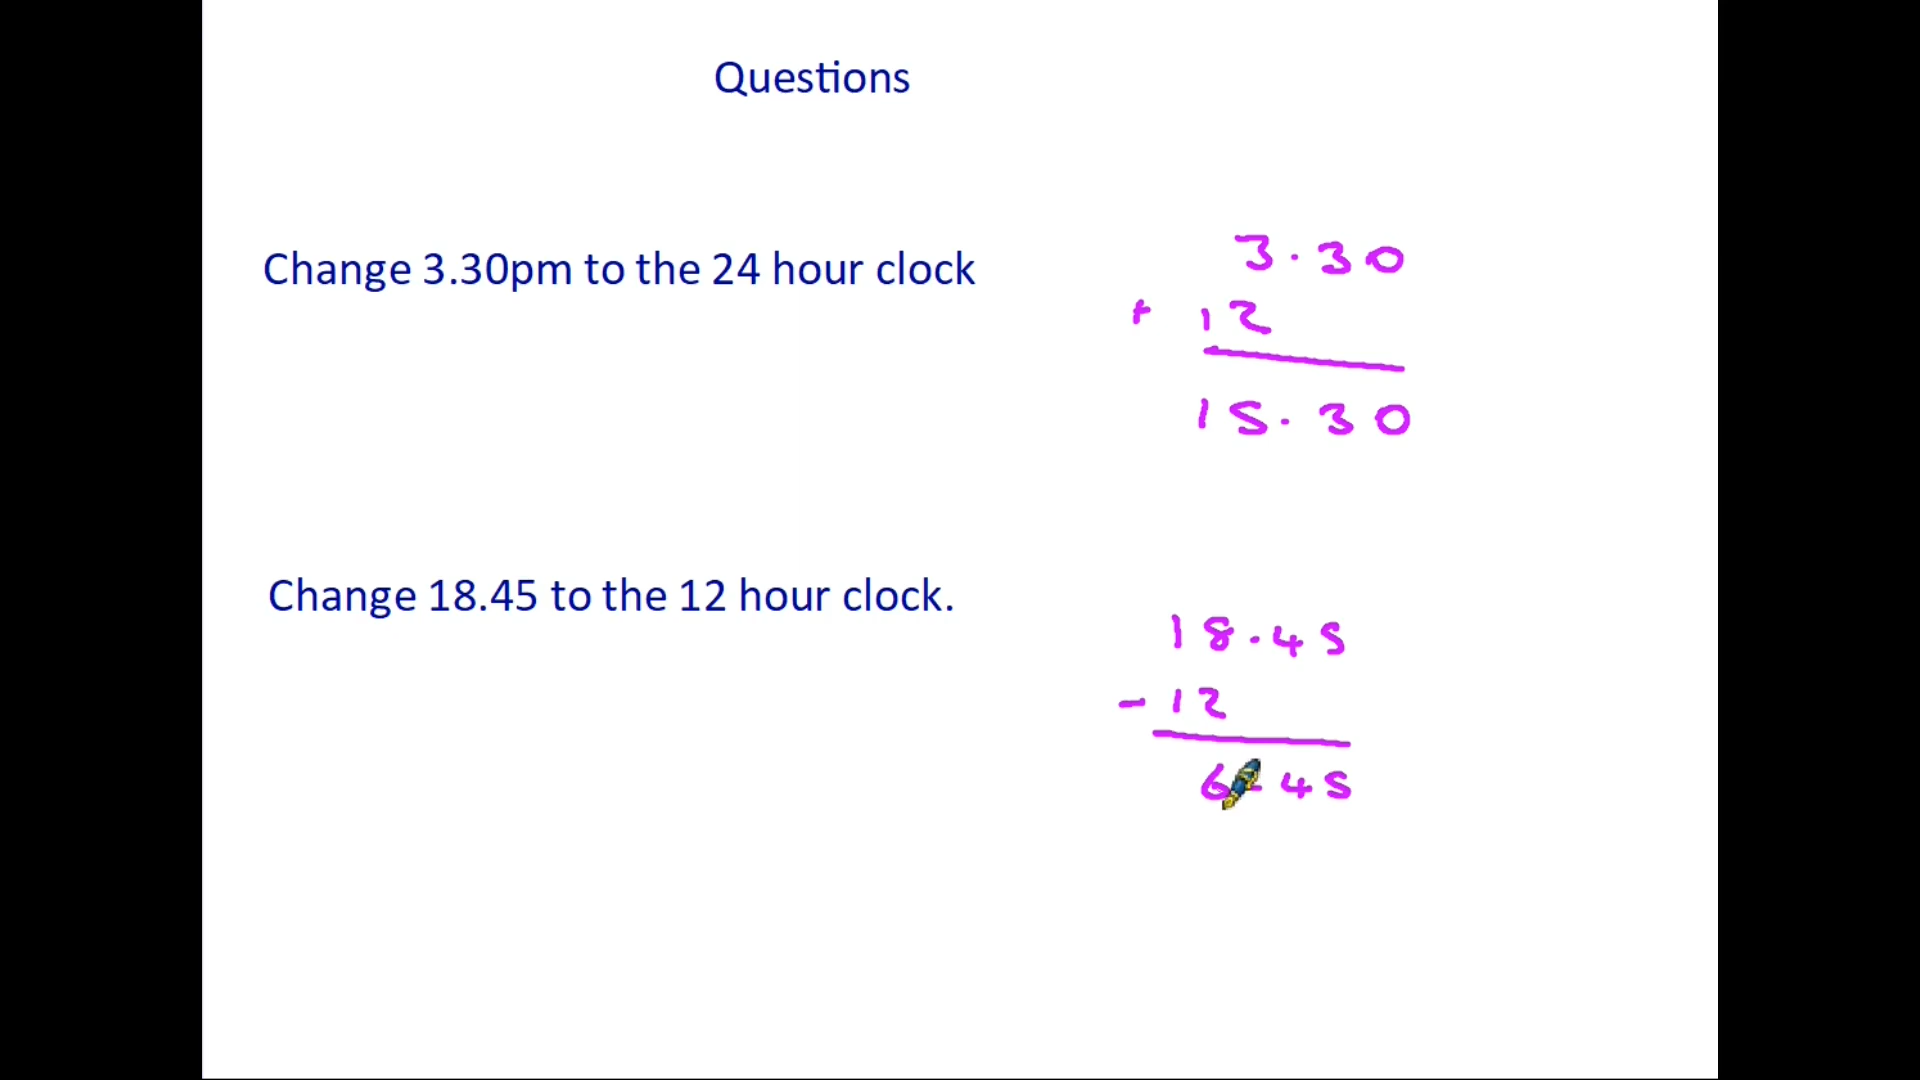 Questions
Change 3.30pm to the 24 hour clock
3.30
+ 12
15.30
Change 18.45 to the 12 hour clock.
18.45
- 12
6.45